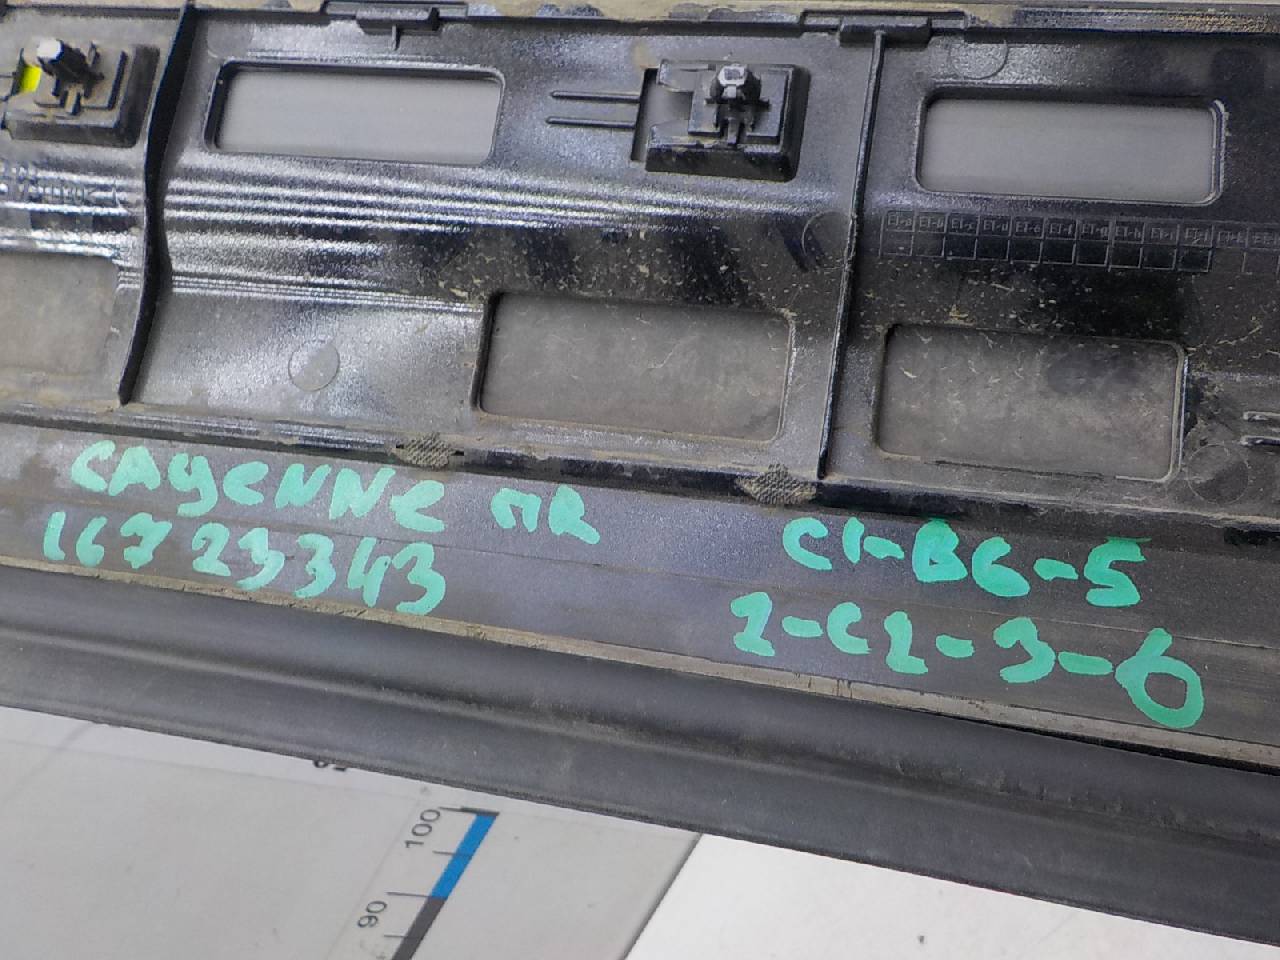 CAYENNE ПR
16723343
C1-B6-5
2-C2-3-6
100
90